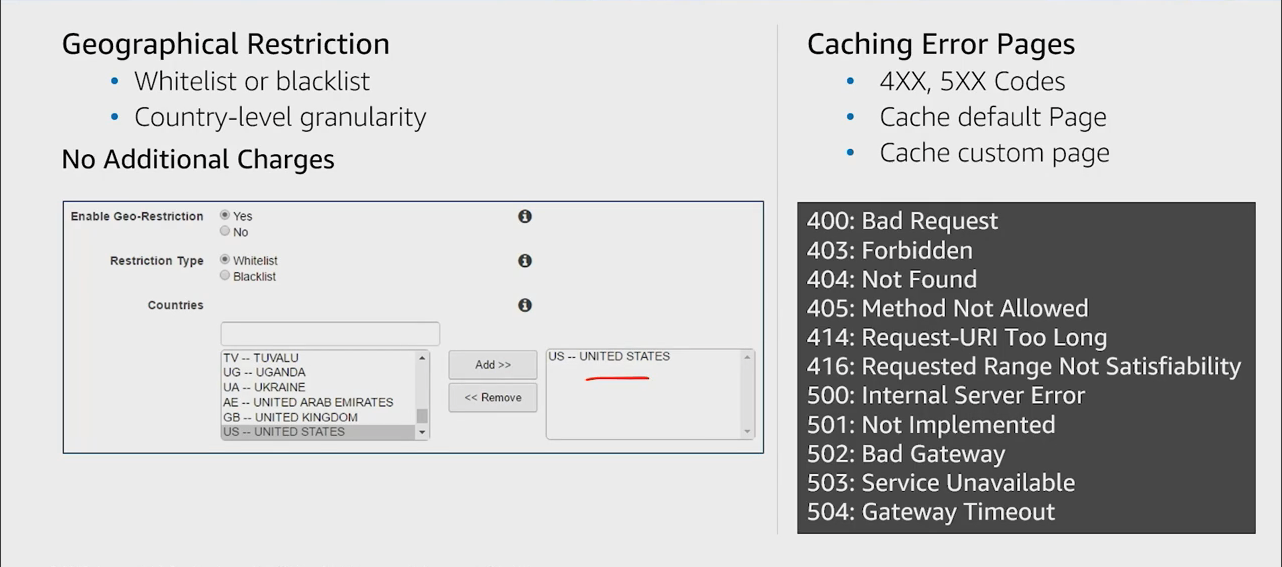 Geographical Restriction
• Whitelist or blacklist
• Country-level granularity
No Additional Charges
Enable Geo-Restriction
Yes
No
Restriction Type
Whitelist
Blacklist
Countries
TV -- TUVALU
UG -- UGANDA
UA -- UKRAINE
AE -- UNITED ARAB EMIRATES
GB -- UNITED KINGDOM
US -- UNITED STATES
Add >>
<< Remove
US -- UNITED STATES
Caching Error Pages
• 4XX, 5XX Codes
• Cache default Page
• Cache custom page
400: Bad Request
403: Forbidden
404: Not Found
405: Method Not Allowed
414: Request-URI Too Long
416: Requested Range Not Satisfiability
500: Internal Server Error
501: Not Implemented
502: Bad Gateway
503: Service Unavailable
504: Gateway Timeout